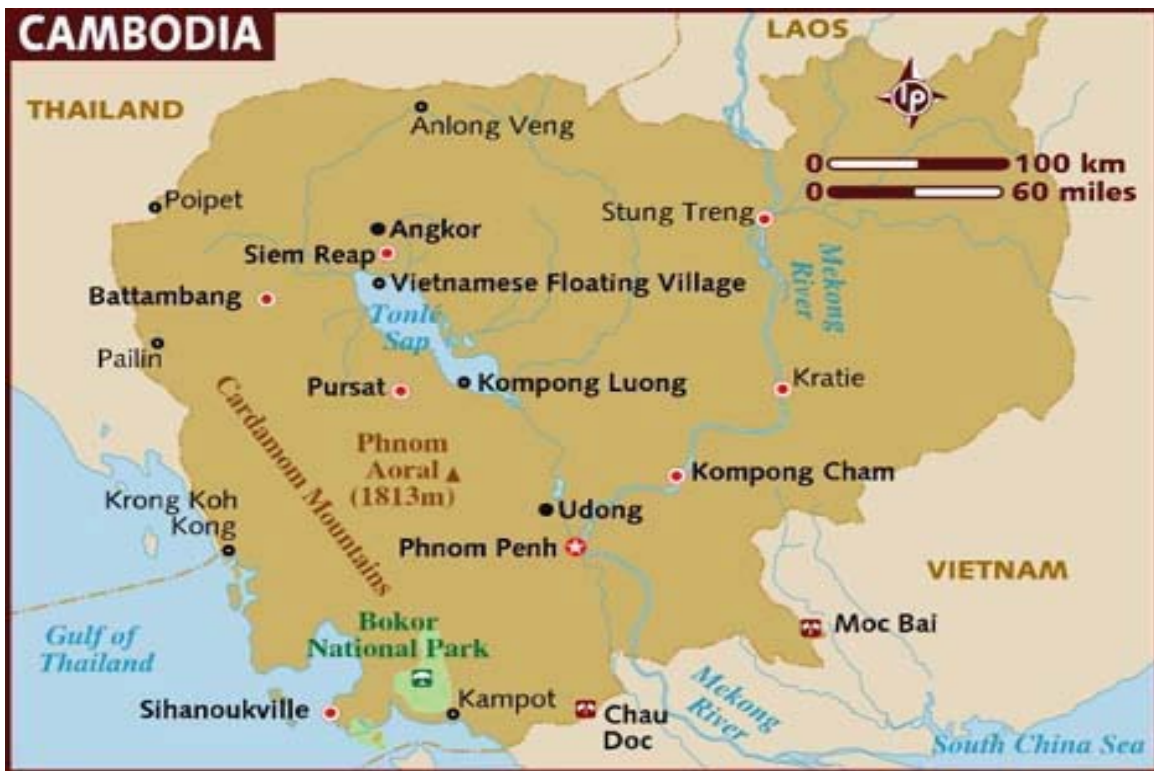 CAMBODIA
LAOS
THAILAND
lp
Anlong Veng
0 100 km
0 60 miles
Poipet
Stung Treng
Angkor
Siem Reap
Mekong
River
Vietnamese Floating Village
Battambang
Tonlé
Sap
Pailin
Pursat
Kompong Luong
Kratie
Cardamom Mountains
Phnom
Aoral
(1813m)
Kompong Cham
Krong Koh
Kong
Udong
Phnom Penh
VIETNAM
Gulf of
Thailand
Bokor
National Park
Moc Bai
Sihanoukville
Kampot
Chau
Doc
Mekong
River
South China Sea